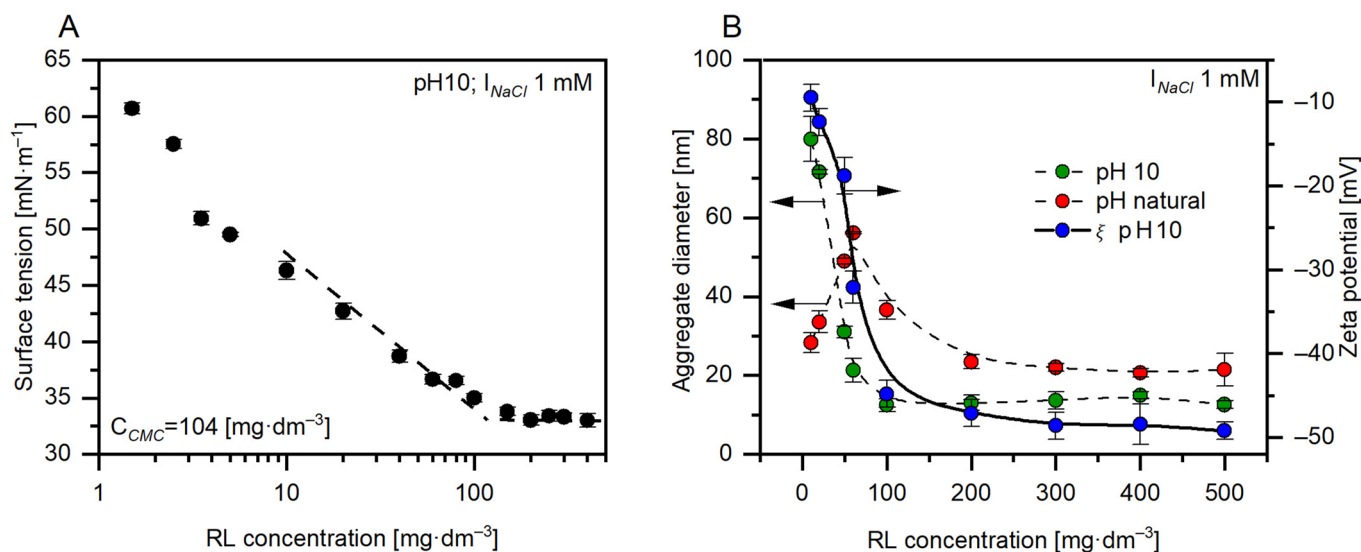 A
pH10; I_NaCl 1 mM
Surface tension [mN·m⁻¹]
65
60
55
50
45
40
35
30
C_CMC=104 [mg·dm⁻³]
1
10
100
RL concentration [mg·dm⁻³]
B
I_NaCl 1 mM
Aggregate diameter [nm]
100
80
60
40
20
0
pH 10
pH natural
ξ pH10
−10
−20
−30
−40
−50
Zeta potential [mV]
0
100
200
300
400
500
RL concentration [mg·dm⁻³]